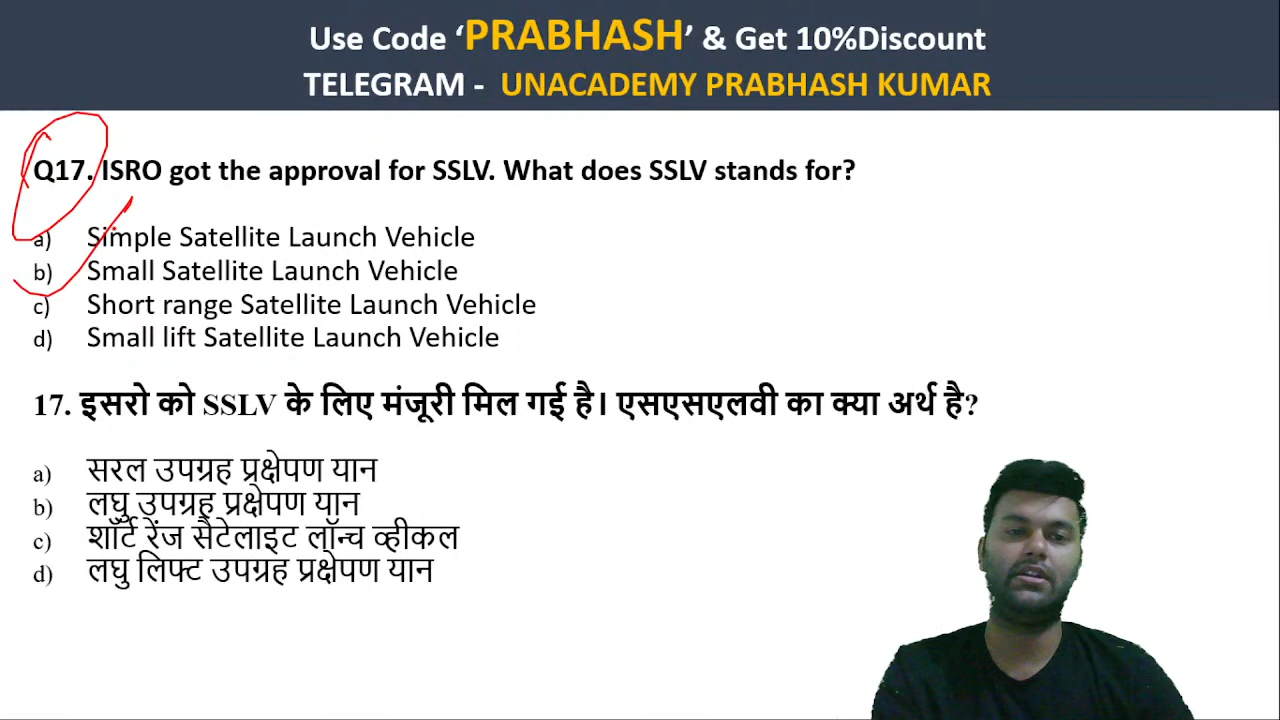 Use Code ‘PRABHASH’ & Get 10%Discount
TELEGRAM - UNACADEMY PRABHASH KUMAR
Q17. ISRO got the approval for SSLV. What does SSLV stands for?
a) Simple Satellite Launch Vehicle
b) Small Satellite Launch Vehicle
c) Short range Satellite Launch Vehicle
d) Small lift Satellite Launch Vehicle
17. इसरो को SSLV के लिए मंजूरी मिल गई है। एसएसएलवी का क्या अर्थ है?
a) सरल उपग्रह प्रक्षेपण यान
b) लघु उपग्रह प्रक्षेपण यान
c) शॉर्ट रेंज सैटेलाइट लॉन्च व्हीकल
d) लघु लिफ्ट उपग्रह प्रक्षेपण यान